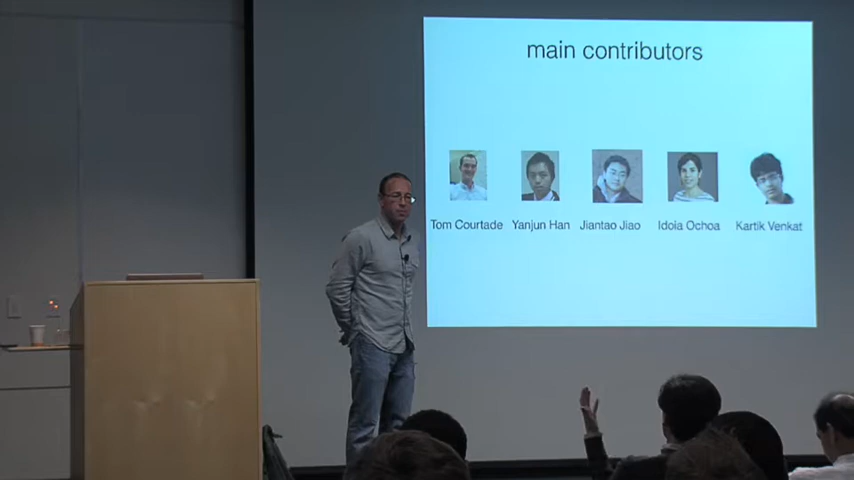 main contributors
Tom Courtade Yanjun Han Jiantao Jiao Idoia Ochoa Kartik Venkat